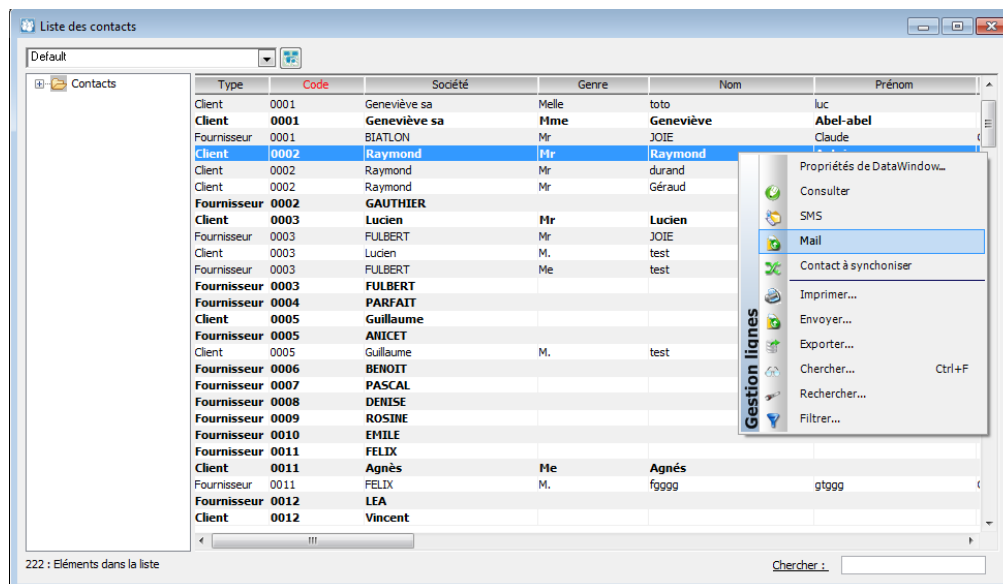 Liste des contacts
Default
Contacts
Type Code Société Genre Nom Prénom
Client 0001 Geneviève sa Melle toto luc
Client 0001 Geneviève sa Mme Geneviève Abel-abel
Fournisseur 0001 BIATLON Mr JOIE Claude
Client 0002 Raymond Mr Raymond
Client 0002 Raymond Mr durand
Client 0002 Raymond Mr Géraud
Fournisseur 0002 GAUTHIER
Client 0003 Lucien Mr Lucien
Fournisseur 0003 FULBERT Mr JOIE
Client 0003 Lucien M. test
Fournisseur 0003 FULBERT Me test
Fournisseur 0003 FULBERT
Fournisseur 0004 PARFAIT
Client 0005 Guillaume
Fournisseur 0005 ANICET
Client 0005 Guillaume M. test
Fournisseur 0006 BENOIT
Fournisseur 0007 PASCAL
Fournisseur 0008 DENISE
Fournisseur 0009 ROSINE
Fournisseur 0010 EMILE
Fournisseur 0011 FELIX
Client 0011 Agnès Me Agnés
Fournisseur 0011 FELIX M. fgggg gtggg
Fournisseur 0012 LEA
Client 0012 Vincent
Gestion lignes
Propriétés de DataWindow...
Consulter
SMS
Mail
Contact à synchoniser
Imprimer...
Envoyer...
Exporter...
Chercher... Ctrl+F
Rechercher...
Filtrer...
222 : Eléments dans la liste
Chercher :